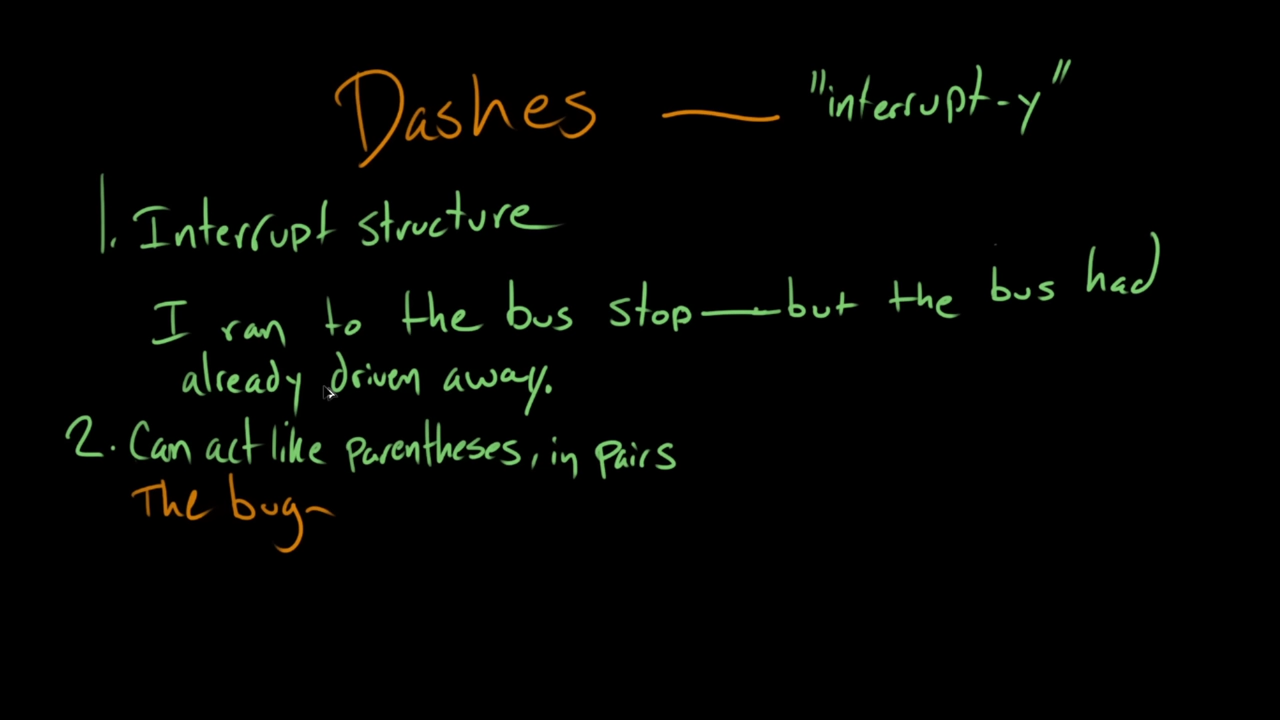 Dashes — "interrupt-y"
1. Interrupt structure
I ran to the bus stop—but the bus had
already driven away.
2. Can act like parentheses, in pairs
The bug-